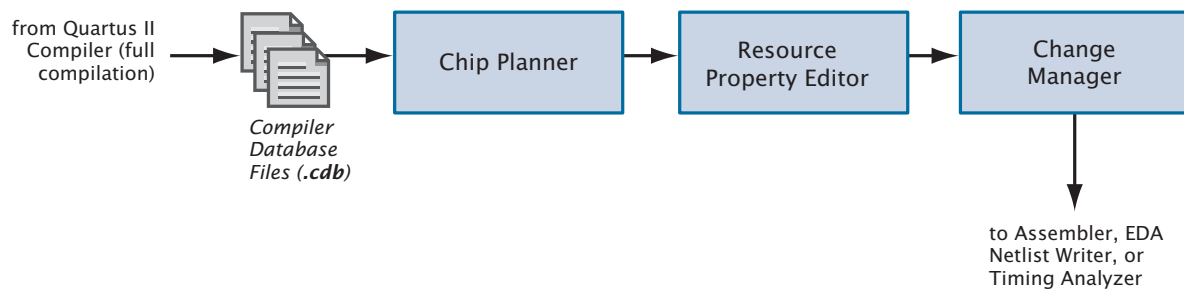 from Quartus II
Compiler (full
compilation)
Compiler
Database
Files (.cdb)
Chip Planner
Resource
Property Editor
Change
Manager
to Assembler, EDA
Netlist Writer, or
Timing Analyzer